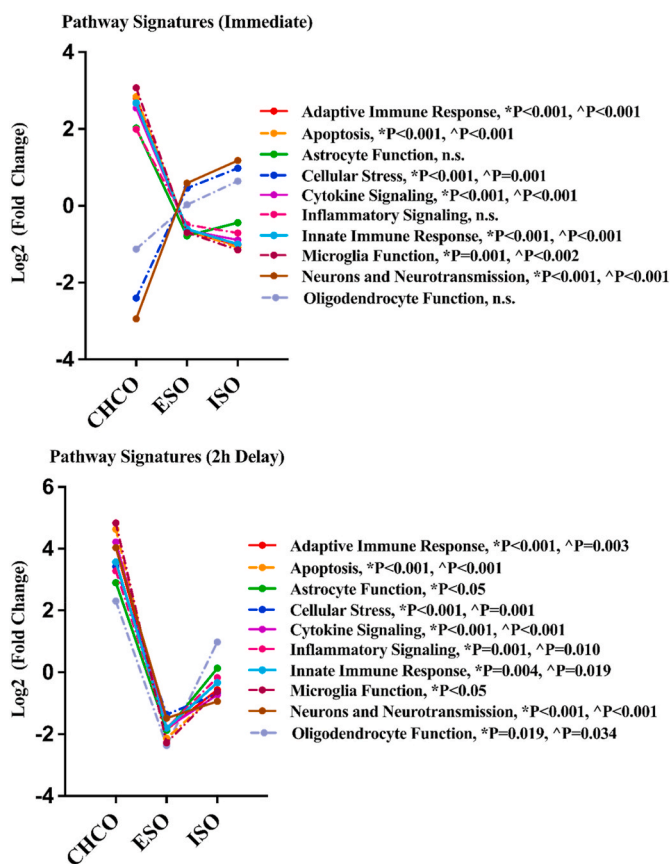 Pathway Signatures (Immediate)
4
2
0
-2
-4
Log2 (Fold Change)
CHCO
ESO
ISO
Adaptive Immune Response, *P<0.001, ^P<0.001
Apoptosis, *P<0.001, ^P<0.001
Astrocyte Function, n.s.
Cellular Stress, *P<0.001, ^P=0.001
Cytokine Signaling, *P<0.001, ^P<0.001
Inflammatory Signaling, n.s.
Innate Immune Response, *P<0.001, ^P<0.001
Microglia Function, *P=0.001, ^P<0.002
Neurons and Neurotransmission, *P<0.001, ^P<0.001
Oligodendrocyte Function, n.s.
Pathway Signatures (2h Delay)
6
4
2
0
-2
-4
Log2 (Fold Change)
CHCO
ESO
ISO
Adaptive Immune Response, *P<0.001, ^P=0.003
Apoptosis, *P<0.001, ^P<0.001
Astrocyte Function, *P<0.05
Cellular Stress, *P<0.001, ^P=0.001
Cytokine Signaling, *P<0.001, ^P<0.001
Inflammatory Signaling, *P=0.001, ^P=0.010
Innate Immune Response, *P=0.004, ^P=0.019
Microglia Function, *P<0.05
Neurons and Neurotransmission, *P<0.001, ^P<0.001
Oligodendrocyte Function, *P=0.019, ^P=0.034